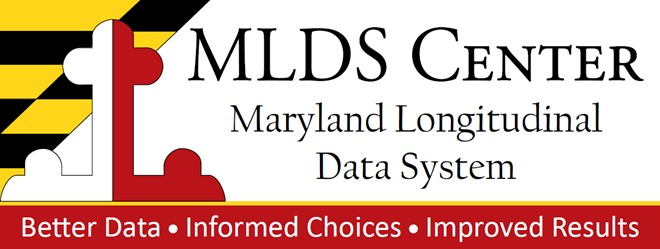 MLDS CENTER
Maryland Longitudinal
Data System
Better Data • Informed Choices • Improved Results